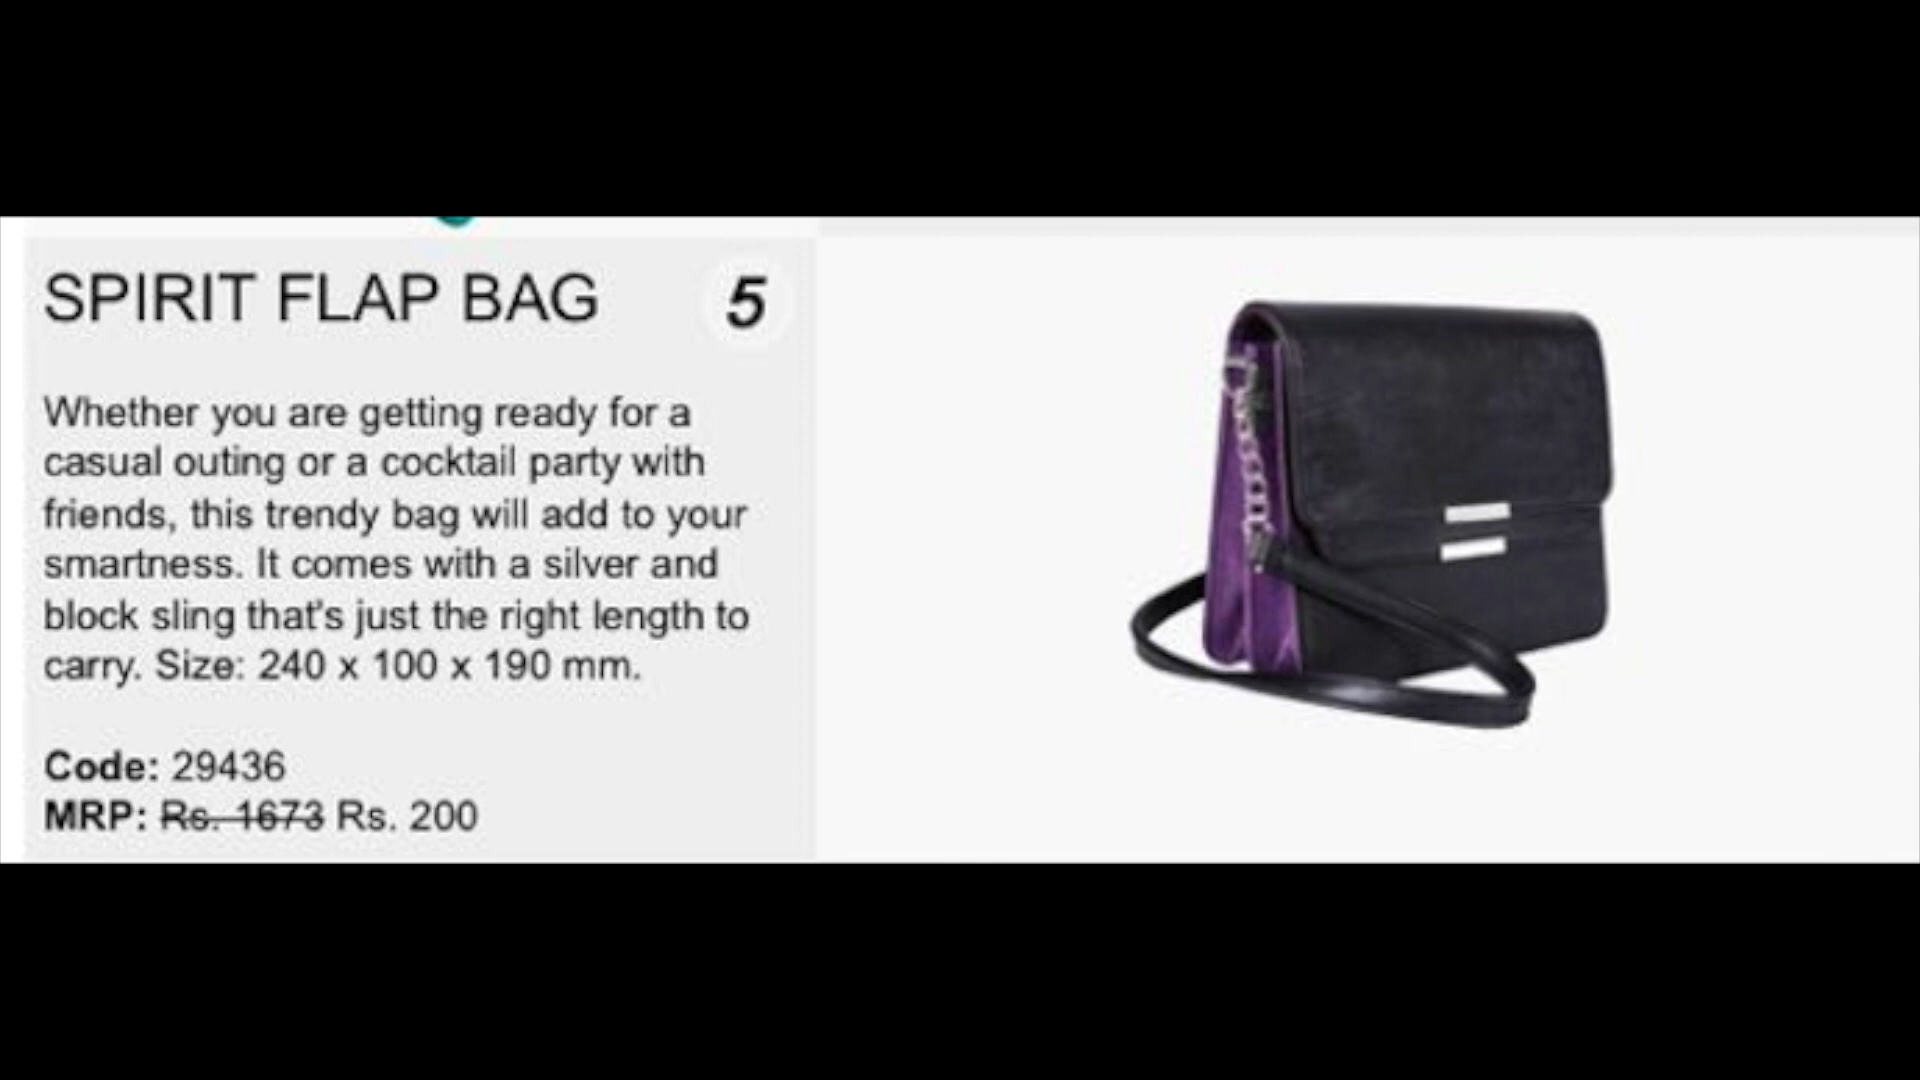 SPIRIT FLAP BAG 5
Whether you are getting ready for a
casual outing or a cocktail party with
friends, this trendy bag will add to your
smartness. It comes with a silver and
block sling that's just the right length to
carry. Size: 240 x 100 x 190 mm.
Code: 29436
MRP: Rs. 1673 Rs. 200